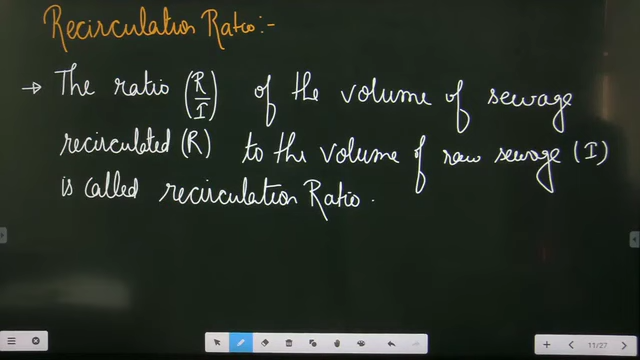 Recirculation Ratio:-
→ The ratio (R/I) of the volume of sewage
recirculated (R) to the volume of raw sewage (I)
is called recirculation Ratio.
11/27